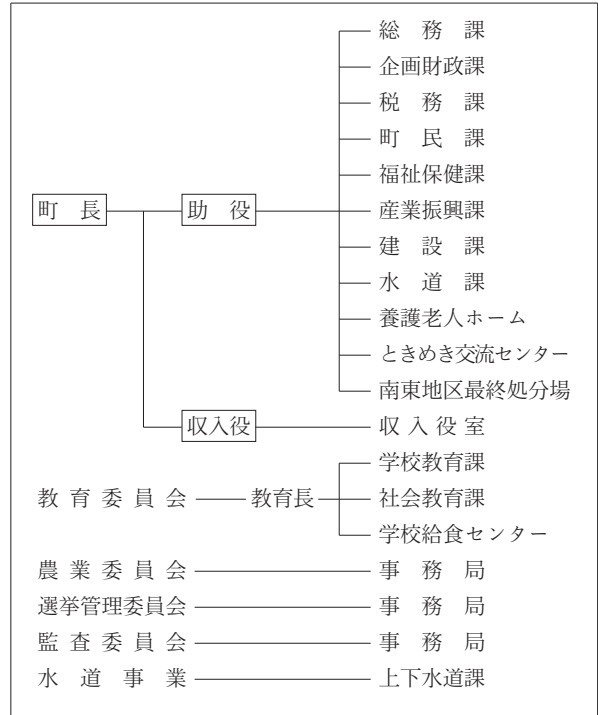 総務課
企画財政課
税務課
町民課
福祉保健課
町長 助役 産業振興課
建設課
水道課
養護老人ホーム
ときめき交流センター
南東地区最終処分場
収入役 収入役室
学校教育課
教育委員会 教育長 社会教育課
学校給食センター
農業委員会 事務局
選挙管理委員会 事務局
監査委員会 事務局
水道事業 上下水道課